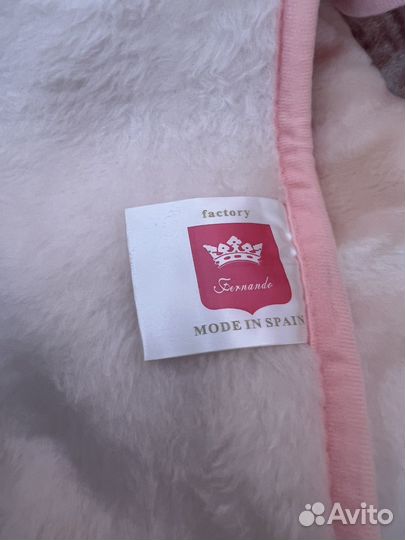 factory
Fernando
MODE IN SPAIN
Avito